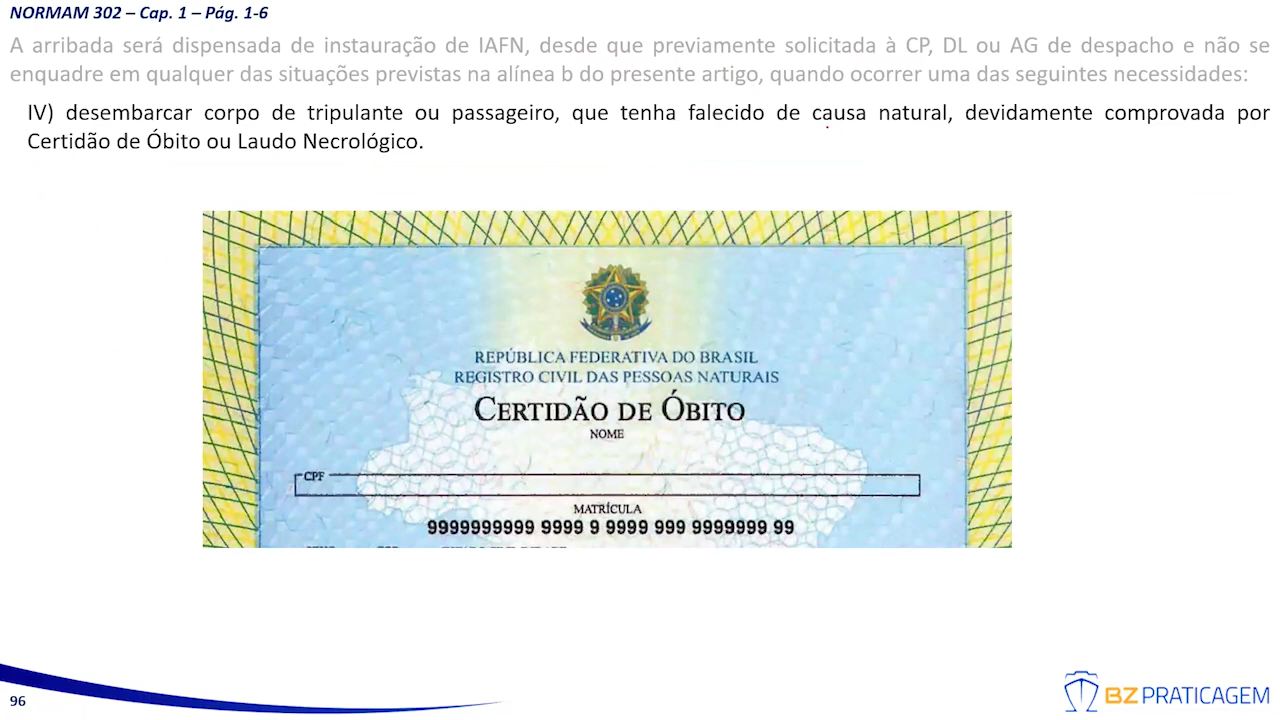 NORMAM 302 – Cap. 1 – Pág. 1-6
A arribada será dispensada de instauração de IAFN, desde que previamente solicitada à CP, DL ou AG de despacho e não se
enquadre em qualquer das situações previstas na alínea b do presente artigo, quando ocorrer uma das seguintes necessidades:
IV) desembarcar corpo de tripulante ou passageiro, que tenha falecido de causa natural, devidamente comprovada por
Certidão de Óbito ou Laudo Necrológico.
REPÚBLICA FEDERATIVA DO BRASIL
REGISTRO CIVIL DAS PESSOAS NATURAIS
CERTIDÃO DE ÓBITO
NOME
CPF
MATRÍCULA
9999999999 9999 9 9999 999 9999999 99
96
BZPRATICAGEM